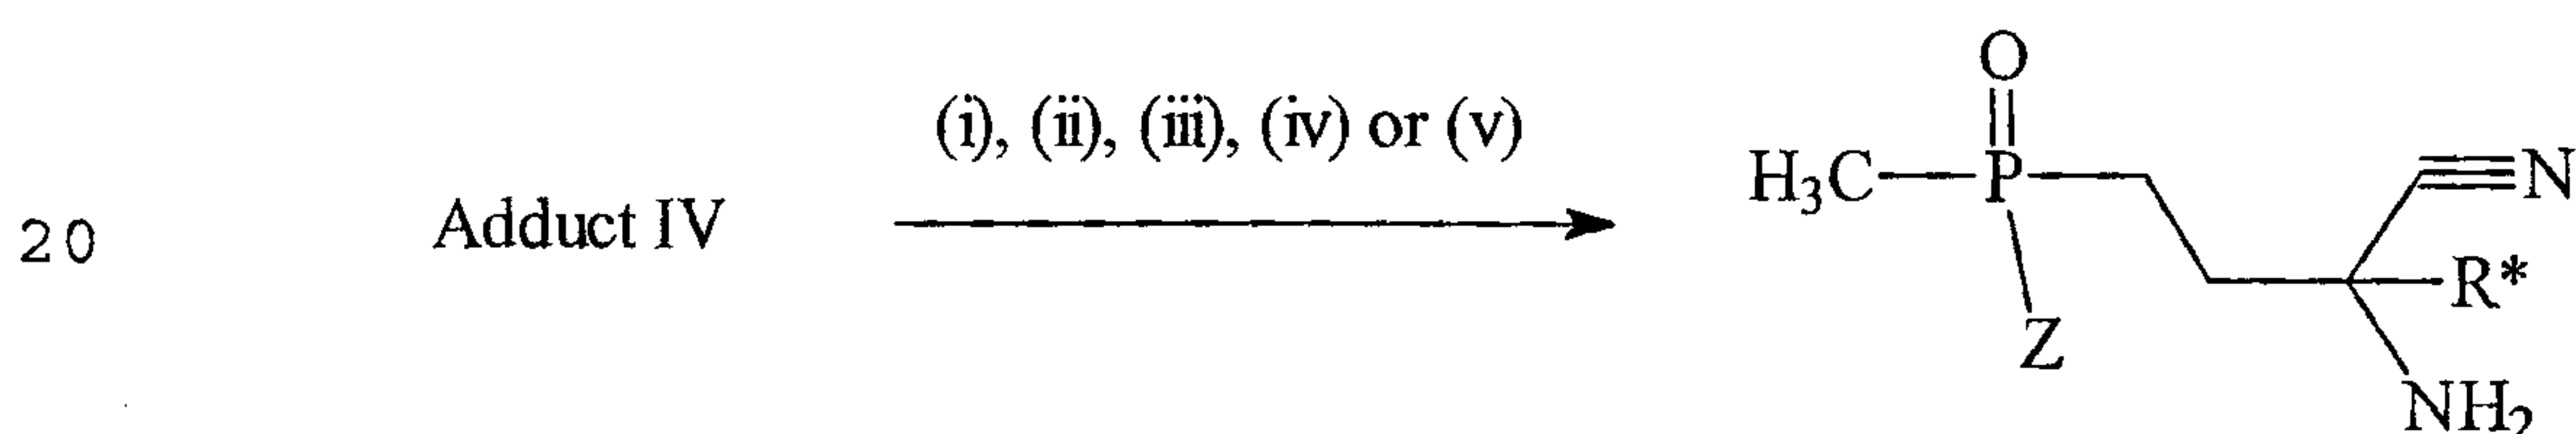 O
(i), (ii), (iii), (iv) or (v)
H₃C P N
20 Adduct IV R*
Z
NH₂